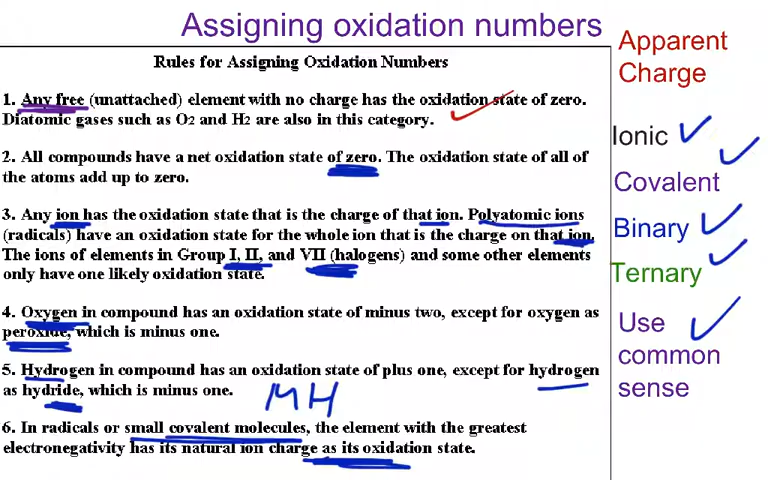 Assigning oxidation numbers
Rules for Assigning Oxidation Numbers
1. Any free (unattached) element with no charge has the oxidation state of zero.
Diatomic gases such as O2 and H2 are also in this category.
2. All compounds have a net oxidation state of zero. The oxidation state of all of
the atoms add up to zero.
3. Any ion has the oxidation state that is the charge of that ion. Polyatomic ions
(radicals) have an oxidation state for the whole ion that is the charge on that ion.
The ions of elements in Group I, II, and VII (halogens) and some other elements
only have one likely oxidation state.
4. Oxygen in compound has an oxidation state of minus two, except for oxygen as
peroxide, which is minus one.
5. Hydrogen in compound has an oxidation state of plus one, except for hydrogen
as hydride, which is minus one.
MH
6. In radicals or small covalent molecules, the element with the greatest
electronegativity has its natural ion charge as its oxidation state.
Apparent
Charge
Ionic
Covalent
Binary
Ternary
Use
common
sense